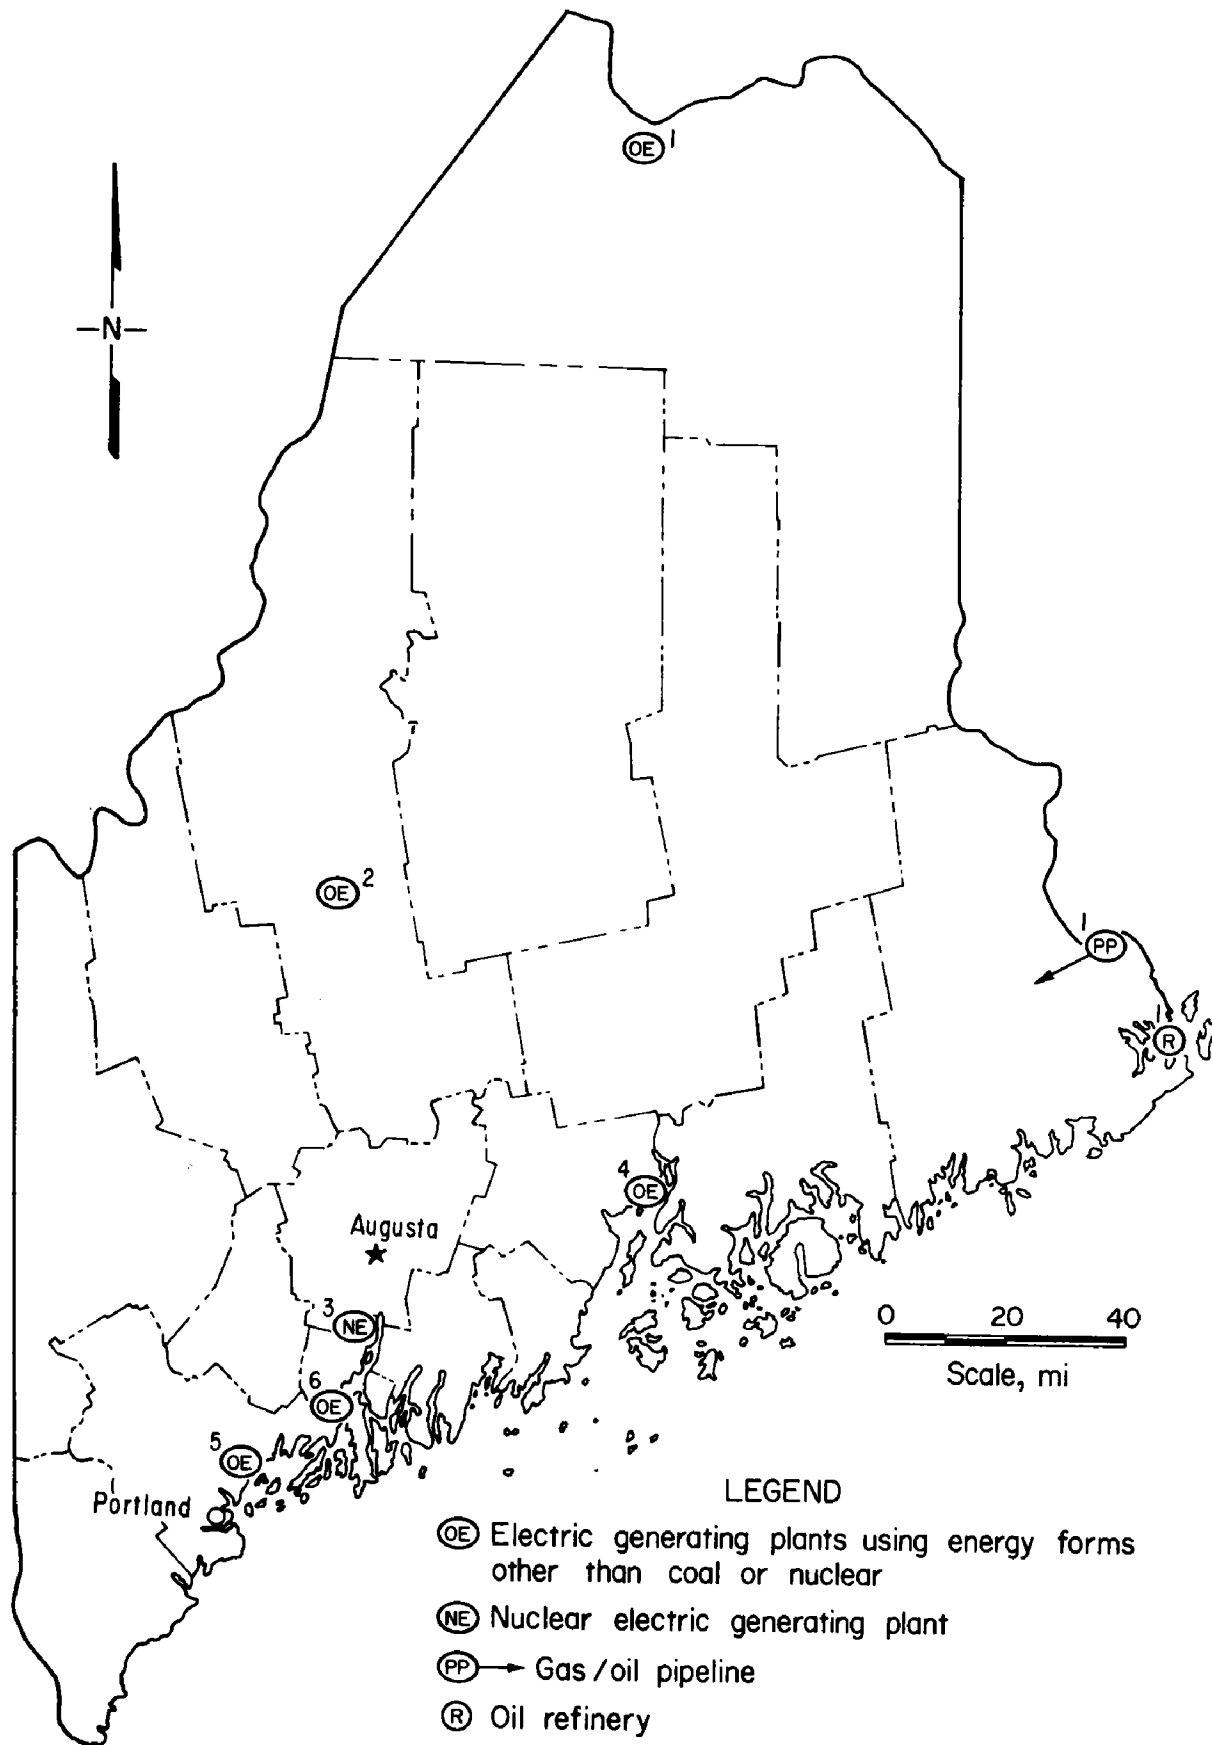 OE 1
N
OE 2
1
PP
1
R
4
OE
Augusta
3
NE
0 20 40
Scale, mi
6
OE
5
OE
Portland
LEGEND
OE Electric generating plants using energy forms
other than coal or nuclear
NE Nuclear electric generating plant
PP Gas/oil pipeline
R Oil refinery